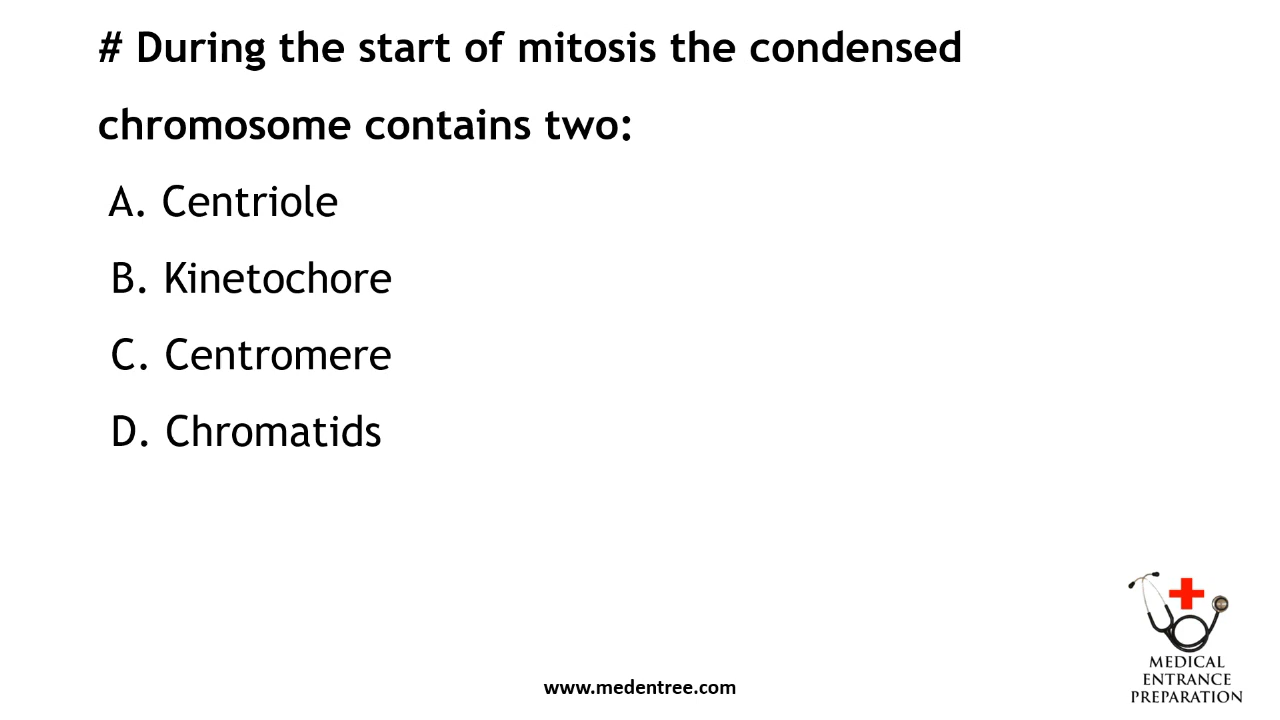 # During the start of mitosis the condensed
chromosome contains two:
A. Centriole
B. Kinetochore
C. Centromere
D. Chromatids
MEDICAL
ENTRANCE
PREPARATION
www.medentree.com